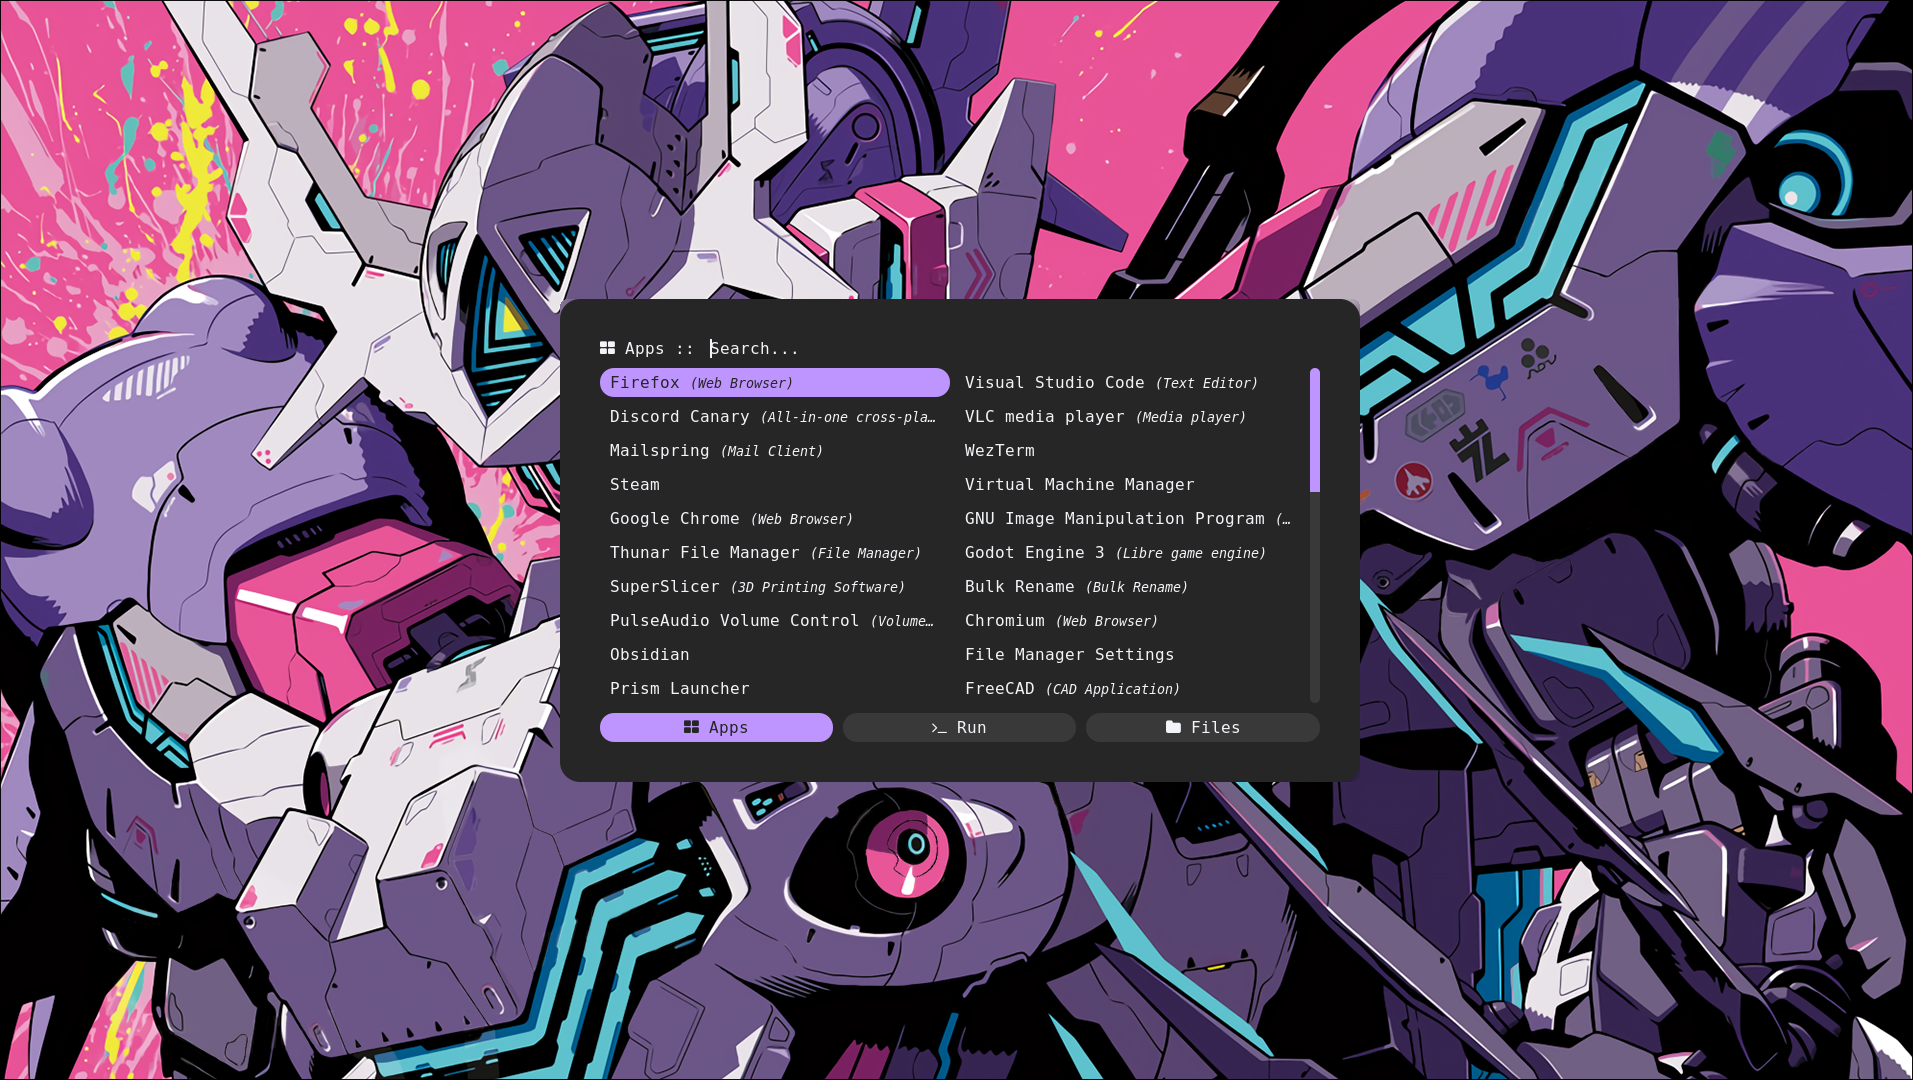 Apps :: Search...
Firefox (Web Browser)
Visual Studio Code (Text Editor)
Discord Canary (All-in-one cross-pla…
VLC media player (Media player)
Mailspring (Mail Client)
WezTerm
Steam
Virtual Machine Manager
Google Chrome (Web Browser)
GNU Image Manipulation Program (…
Thunar File Manager (File Manager)
Godot Engine 3 (Libre game engine)
SuperSlicer (3D Printing Software)
Bulk Rename (Bulk Rename)
PulseAudio Volume Control (Volume…
Chromium (Web Browser)
Obsidian
File Manager Settings
Prism Launcher
FreeCAD (CAD Application)
Apps
Run
Files